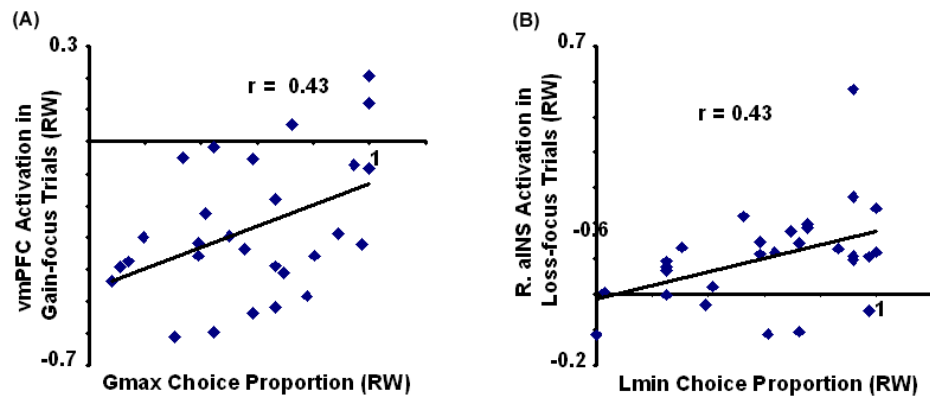 (A)
0.3
vmPFC Activation in
Gain-focus Trials (RW)
r = 0.43
1
-0.7
Gmax Choice Proportion (RW)
(B)
0.7
R. aINS Activation in
Loss-focus Trials (RW)
r = 0.43
-0.6
1
-0.2
Lmin Choice Proportion (RW)